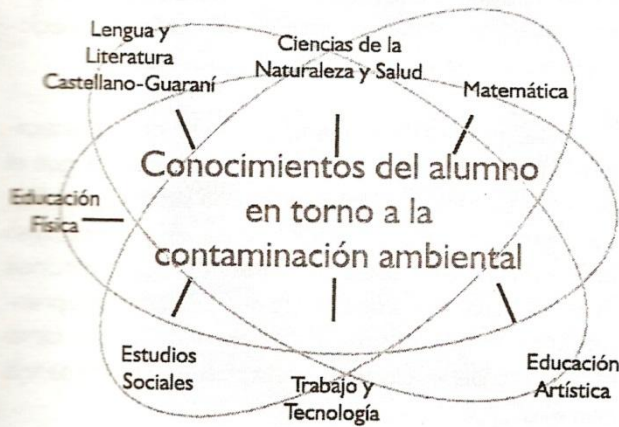 Lengua y
Literatura
Castellano-Guaraní
Ciencias de la
Naturaleza y Salud
Matemática
Conocimientos del alumno
en torno a la
contaminación ambiental
Educación
Física
Estudios
Sociales
Trabajo y
Tecnología
Educación
Artística